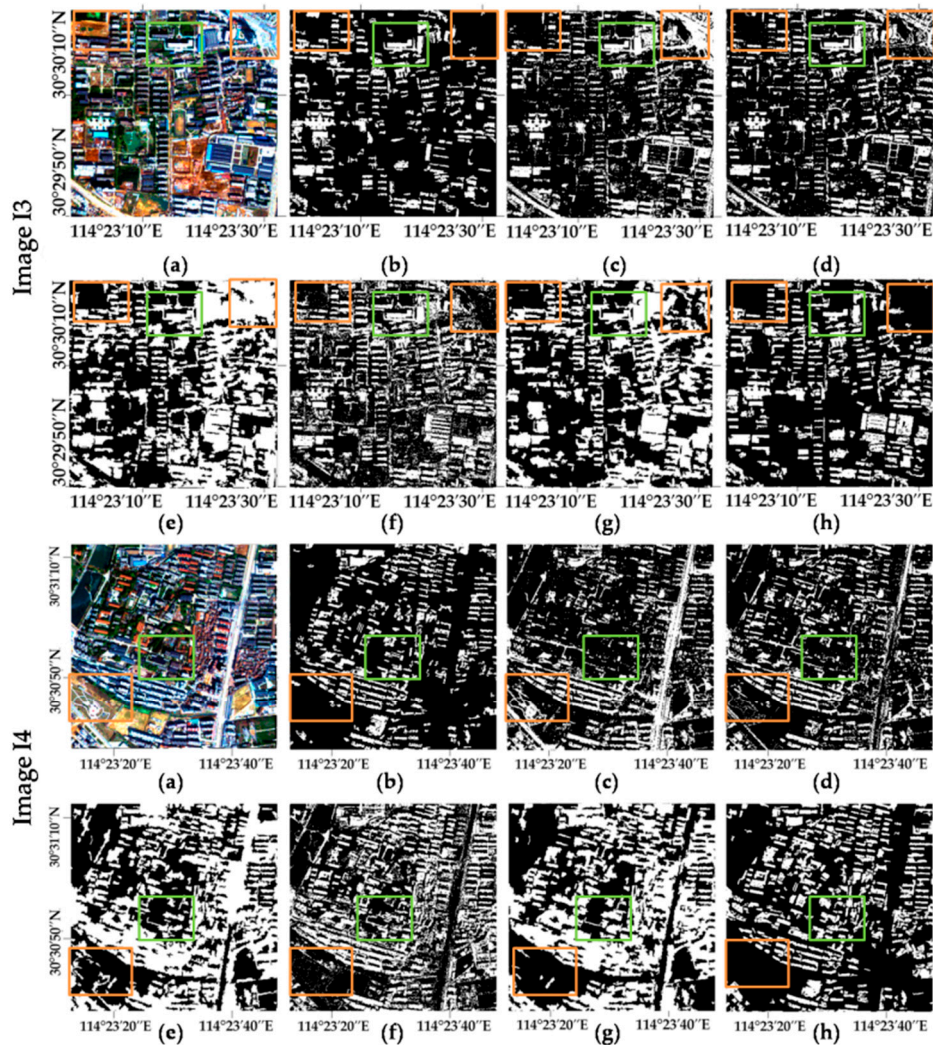 Image I3
30°30′10″N
30°29′50″N
114°23′10″E 114°23′30″E
114°23′10″E 114°23′30″E
114°23′10″E 114°23′30″E
114°23′10″E 114°23′30″E
(a) (b) (c) (d)
30°30′10″N
30°29′50″N
114°23′10″E 114°23′30″E
114°23′10″E 114°23′30″E
114°23′10″E 114°23′30″E
114°23′10″E 114°23′30″E
(e) (f) (g) (h)
Image I4
30°31′10″N
30°30′50″N
114°23′20″E 114°23′40″E
114°23′20″E 114°23′40″E
114°23′20″E 114°23′40″E
114°23′20″E 114°23′40″E
(a) (b) (c) (d)
30°31′10″N
30°30′50″N
114°23′20″E 114°23′40″E
114°23′20″E 114°23′40″E
114°23′20″E 114°23′40″E
114°23′20″E 114°23′40″E
(e) (f) (g) (h)